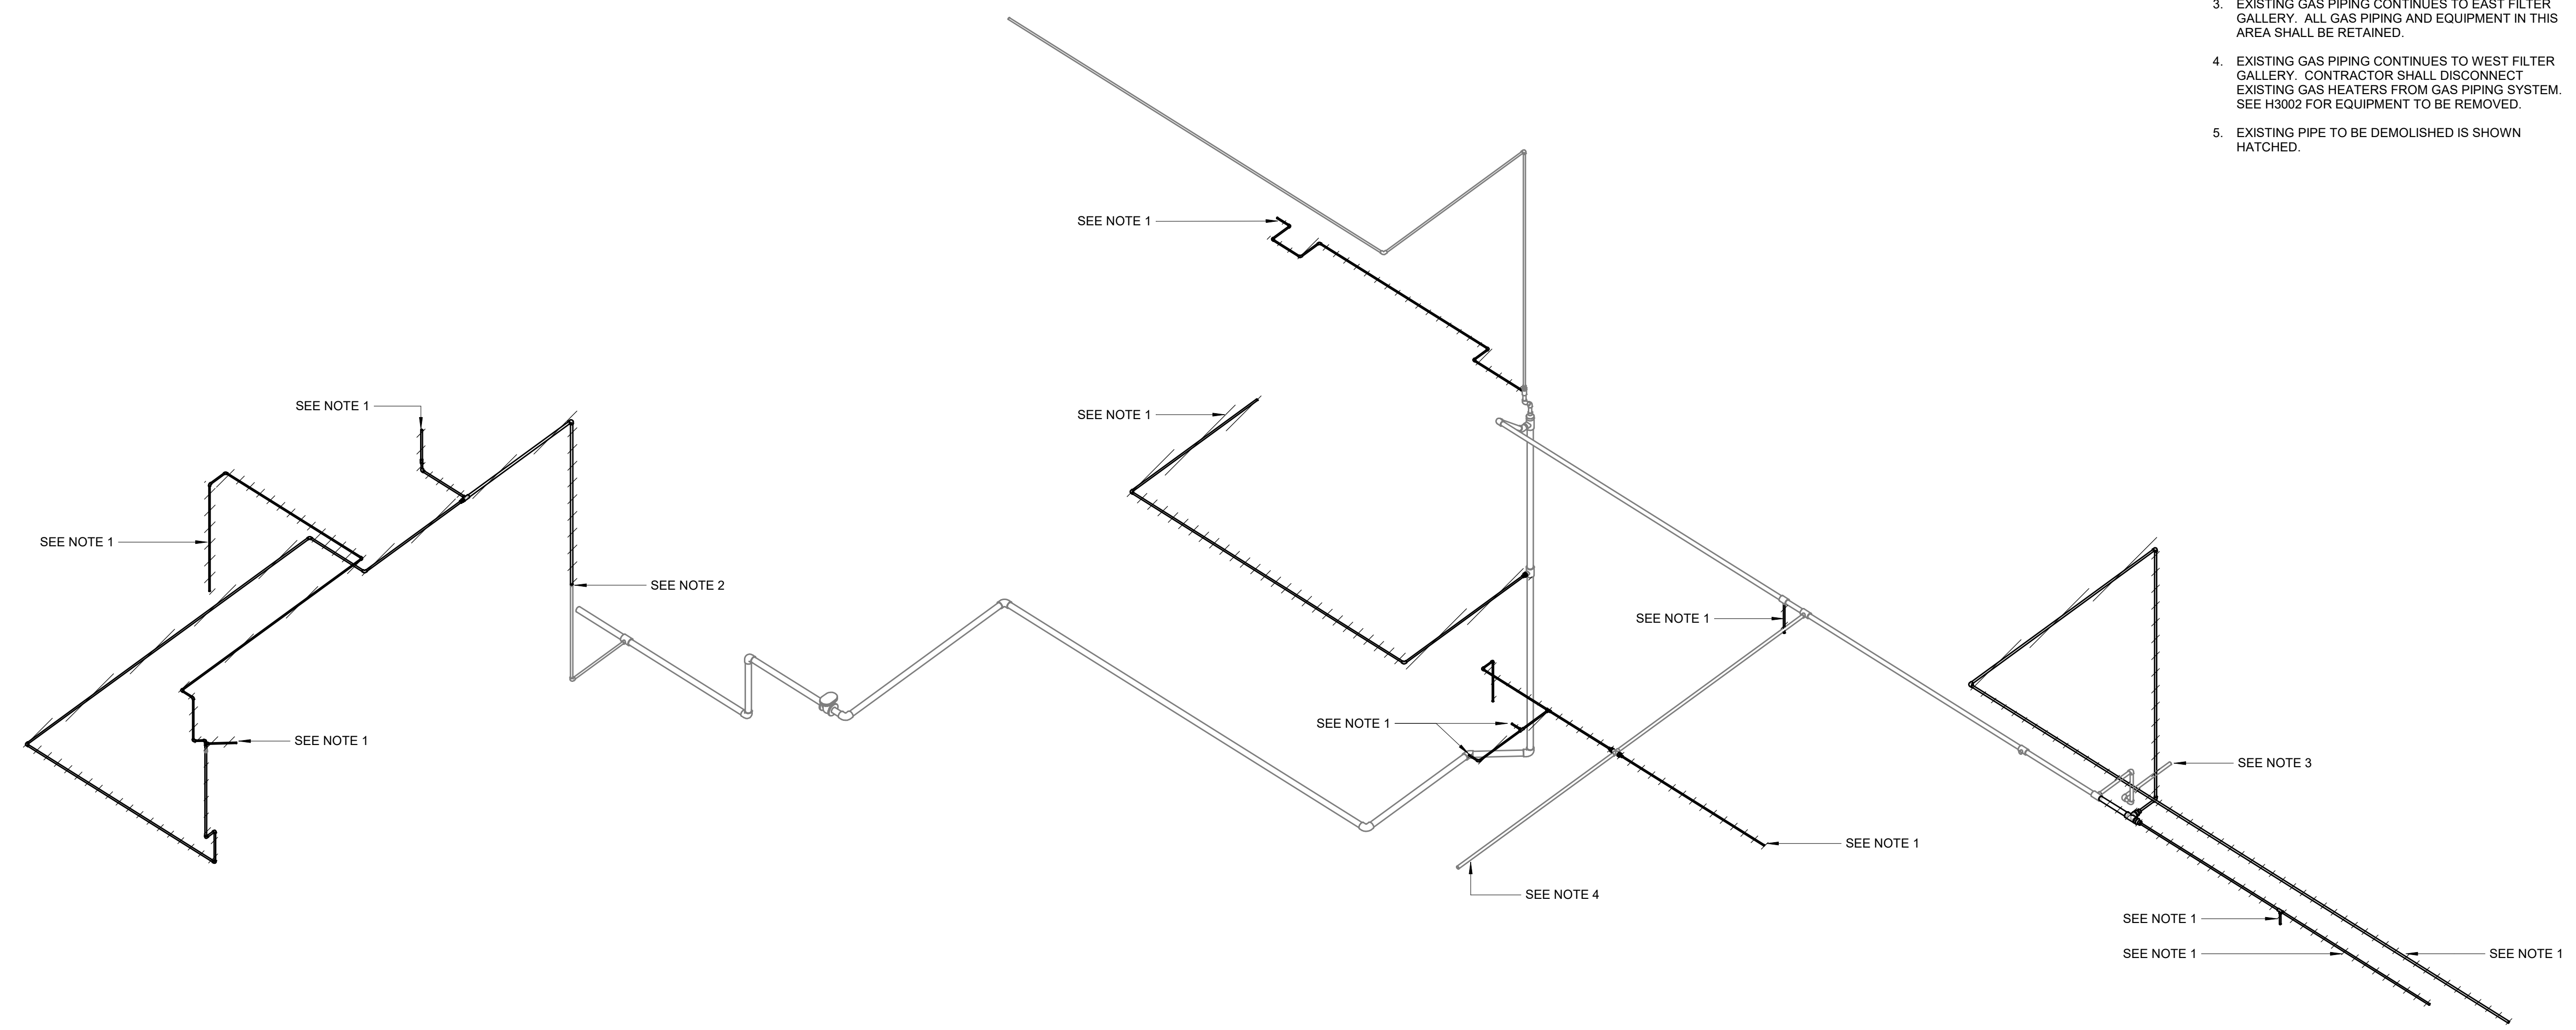 3. EXISTING GAS PIPING CONTINUES TO EAST FILTER
GALLERY. ALL GAS PIPING AND EQUIPMENT IN THIS
AREA SHALL BE RETAINED.
4. EXISTING GAS PIPING CONTINUES TO WEST FILTER
GALLERY. CONTRACTOR SHALL DISCONNECT
EXISTING GAS HEATERS FROM GAS PIPING SYSTEM.
SEE H3002 FOR EQUIPMENT TO BE REMOVED.
5. EXISTING PIPE TO BE DEMOLISHED IS SHOWN
HATCHED.
SEE NOTE 1
SEE NOTE 1
SEE NOTE 1
SEE NOTE 1
SEE NOTE 2
SEE NOTE 1
SEE NOTE 1
SEE NOTE 1
SEE NOTE 3
SEE NOTE 1
SEE NOTE 4
SEE NOTE 1
SEE NOTE 1
SEE NOTE 1